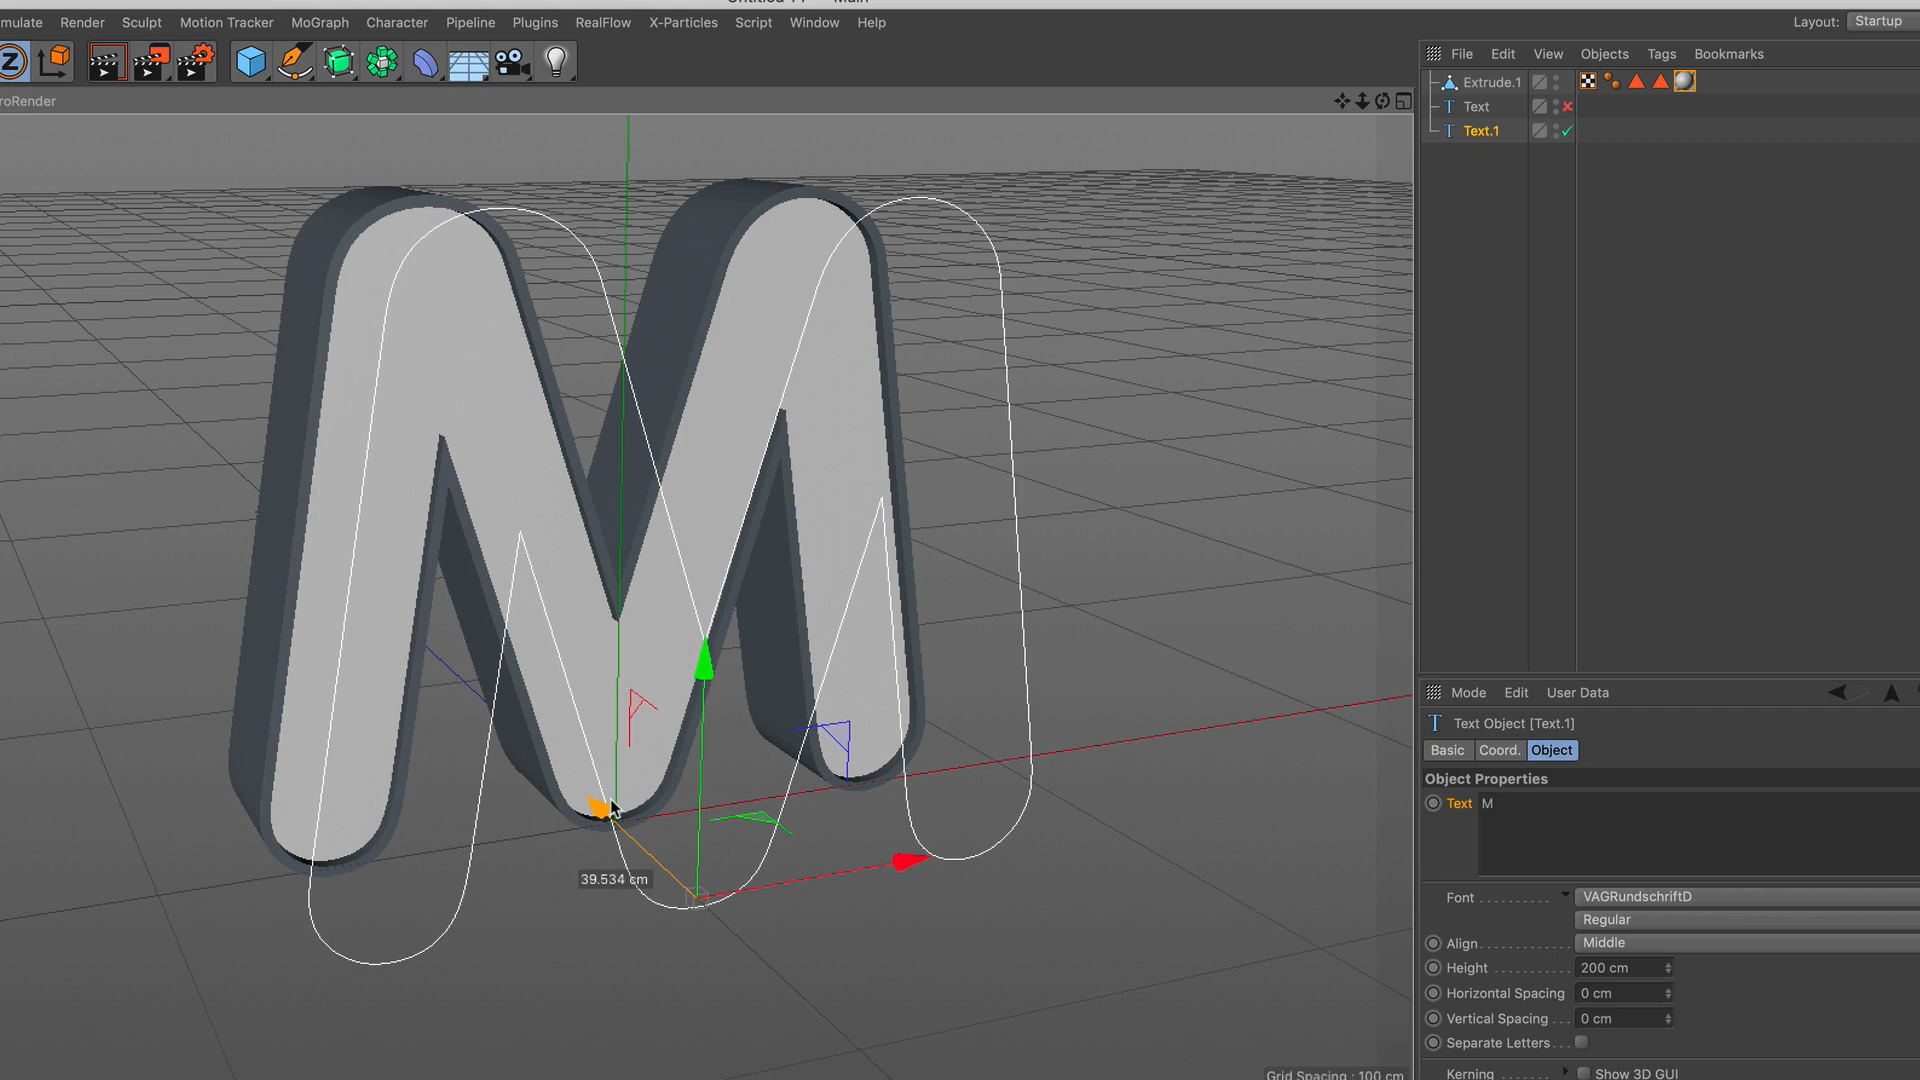 mulate Sculpt Motion Tracker MoGraph Character Pipeline Plugins RealFlow X-Particles Script Window Help
Render
Layout: Startup
File Edit View Objects Tags Bookmarks
Extrude.1
roRender
Text
Text.1
39.534 cm
Mode Edit User Data
Text Object [Text.1]
Basic Coord. Object
Object Properties
Text M
Font VAGRundschriftD
Regular
Align Middle
Height 200 cm
Horizontal Spacing 0 cm
Vertical Spacing 0 cm
Separate Letters
Kerning Show 3D GUI
Grid Spacing : 100 cm